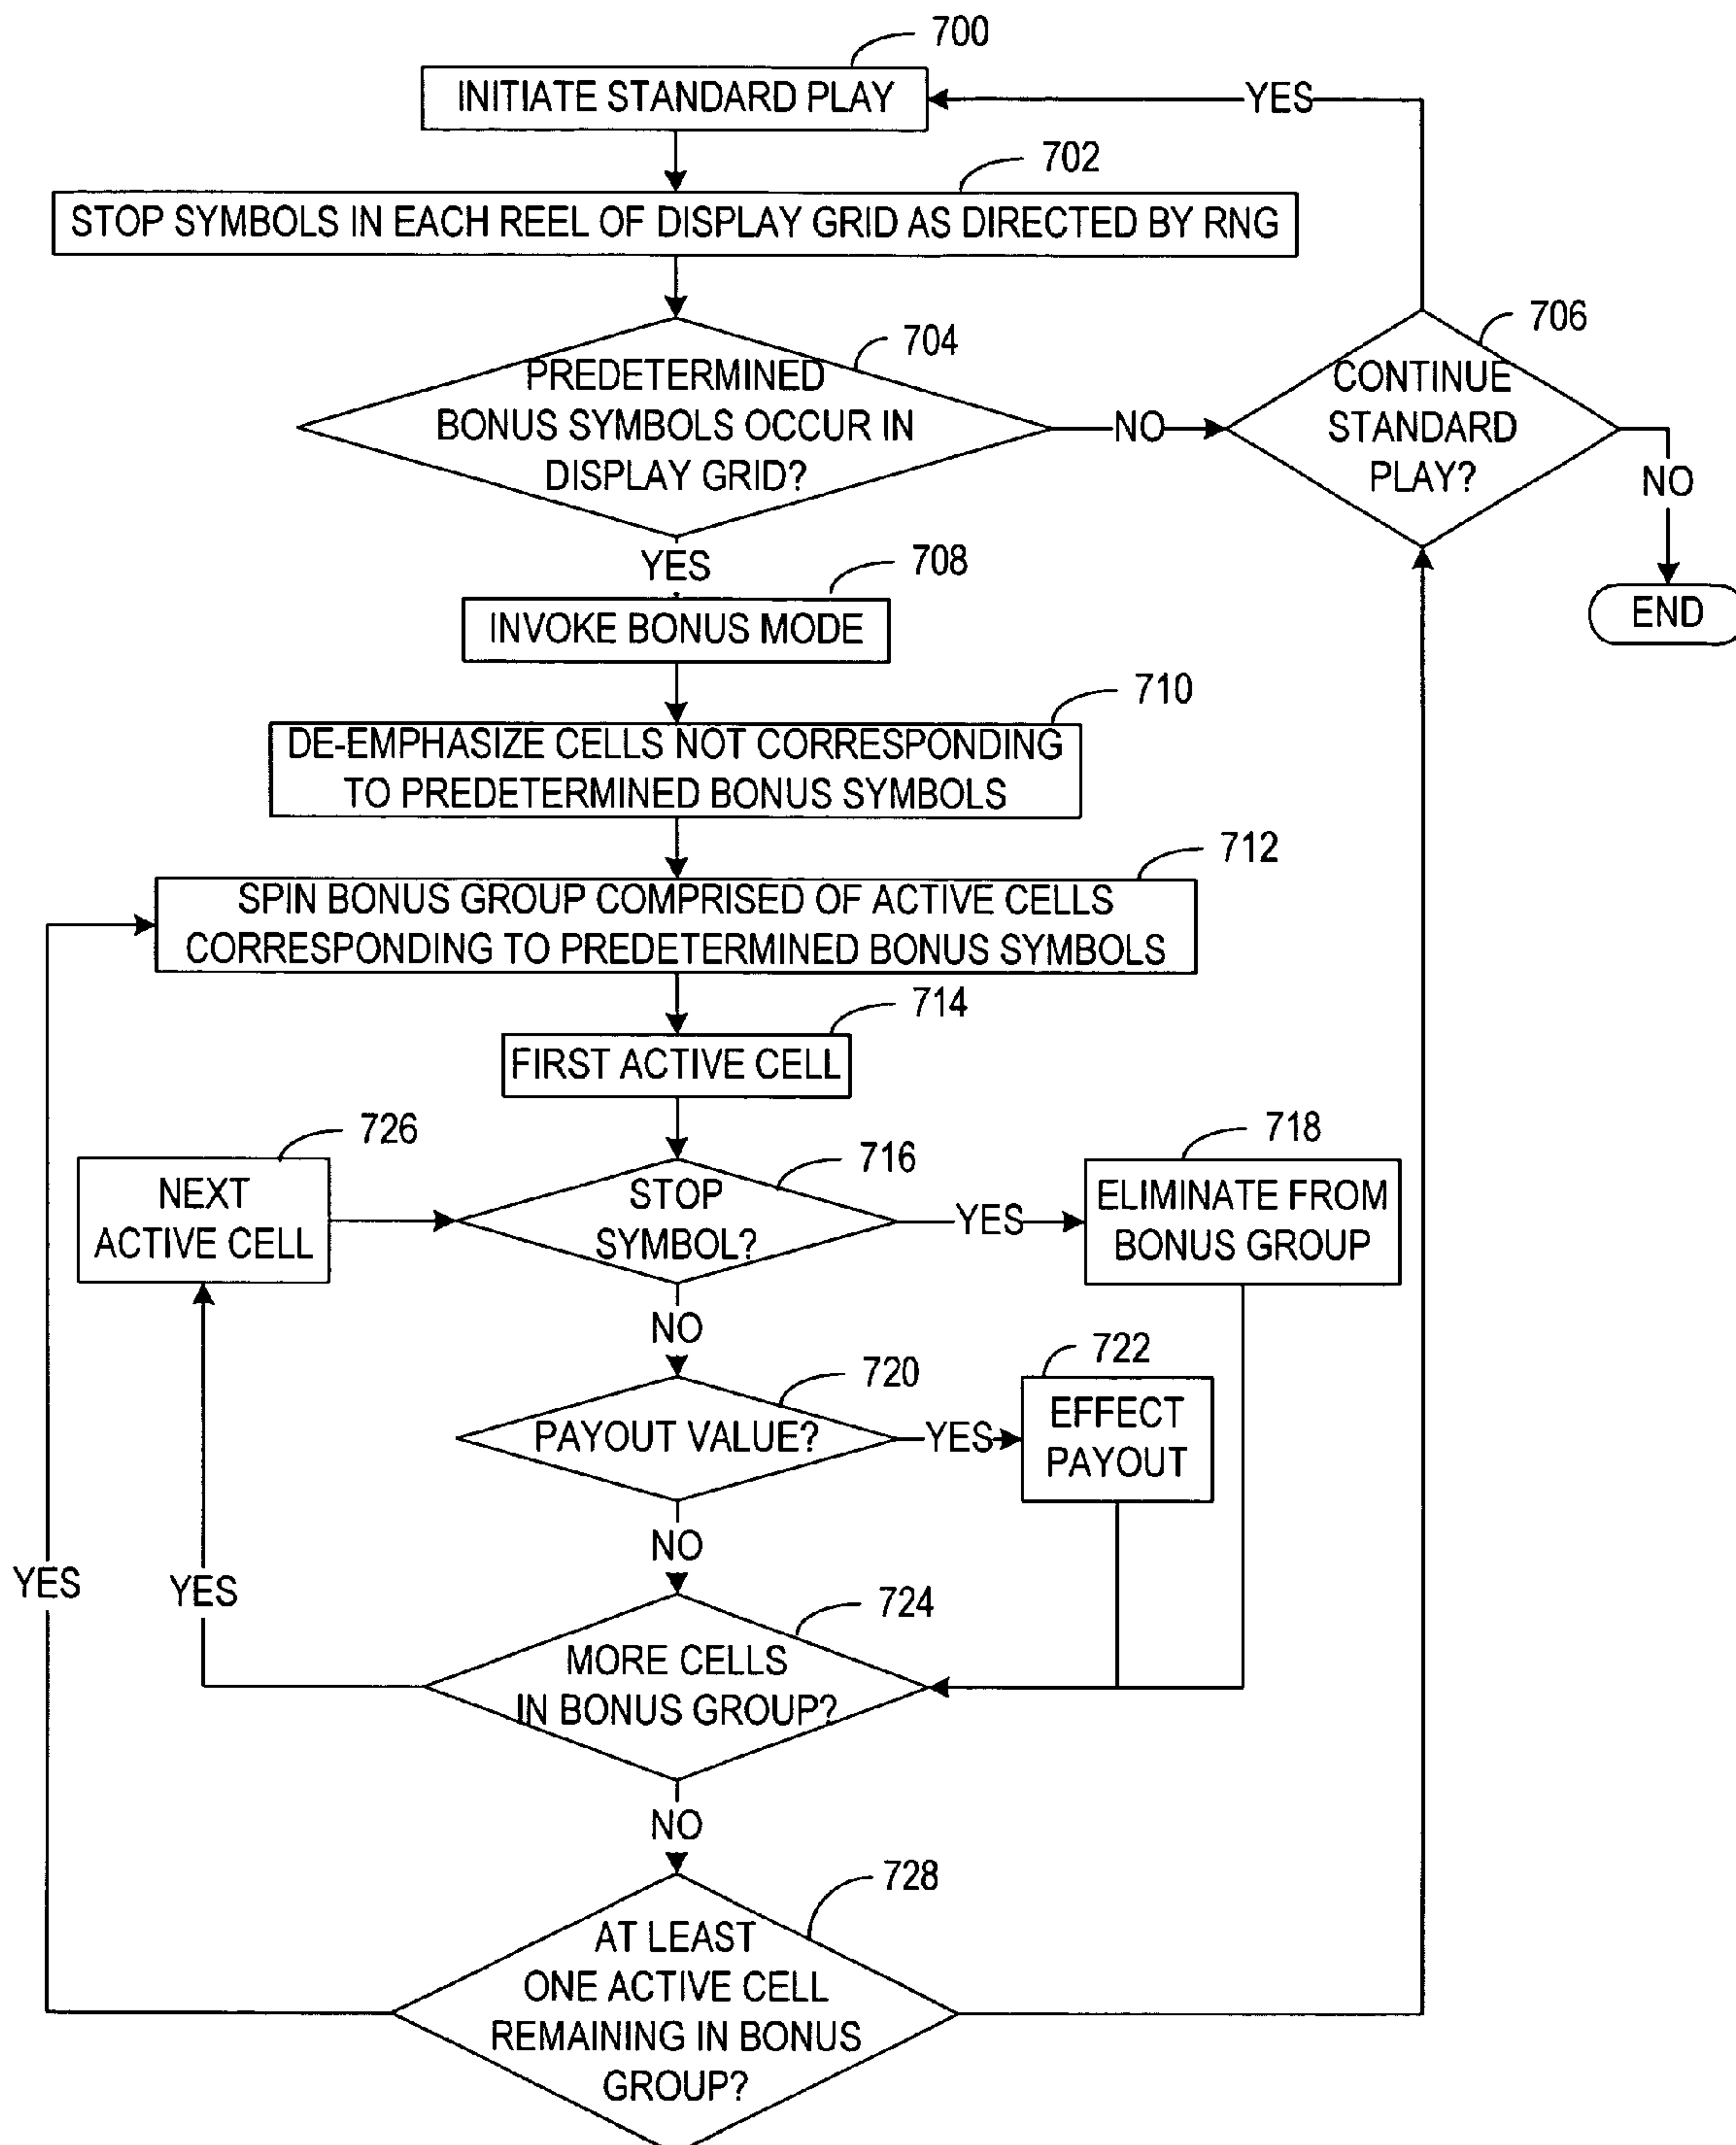 700
INITIATE STANDARD PLAY
YES
702
STOP SYMBOLS IN EACH REEL OF DISPLAY GRID AS DIRECTED BY RNG
704
PREDETERMINED
BONUS SYMBOLS OCCUR IN
DISPLAY GRID?
NO
706
CONTINUE
STANDARD
PLAY?
NO
END
YES
708
INVOKE BONUS MODE
710
DE-EMPHASIZE CELLS NOT CORRESPONDING
TO PREDETERMINED BONUS SYMBOLS
712
SPIN BONUS GROUP COMPRISED OF ACTIVE CELLS
CORRESPONDING TO PREDETERMINED BONUS SYMBOLS
714
FIRST ACTIVE CELL
726
NEXT
ACTIVE CELL
716
STOP
SYMBOL?
YES
718
ELIMINATE FROM
BONUS GROUP
NO
720
PAYOUT VALUE?
YES
722
EFFECT
PAYOUT
NO
YES
YES
724
MORE CELLS
IN BONUS GROUP?
NO
728
AT LEAST
ONE ACTIVE CELL
REMAINING IN BONUS
GROUP?